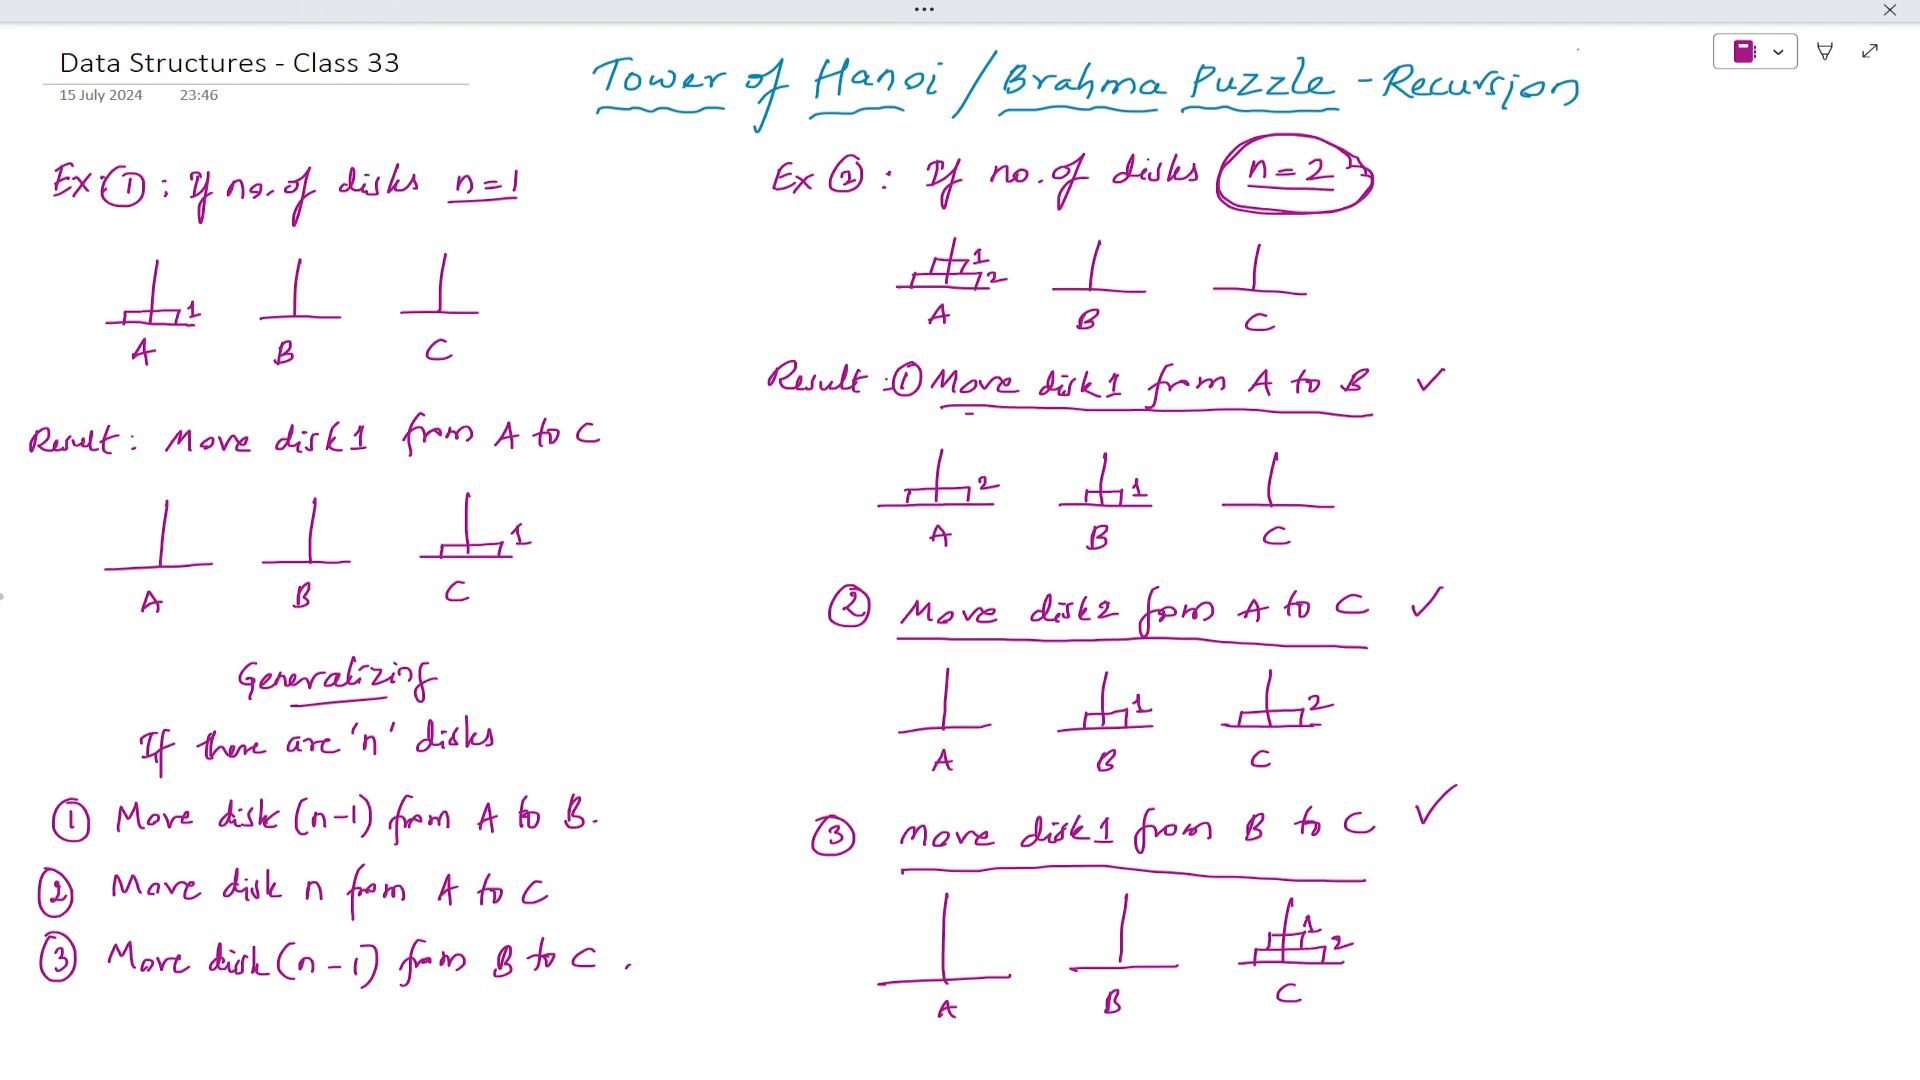 Data Structures - Class 33
15 July 2024 23:46
Tower of Hanoi / Brahma Puzzle - Recursion
Ex ① : If no. of disks n = 1
1
A B C
Result : Move disk 1 from A to C
1
A B C
Generalizing
If there are 'n' disks
① Move disk (n-1) from A to B.
② Move disk n from A to C
③ Move disk (n-1) from B to C .
Ex ② : If no. of disks n = 2
1
2
A B C
Result : ① Move disk 1 from A to B ✓
2 1
A B C
② Move disk 2 from A to C ✓
1 2
A B C
③ Move disk 1 from B to C ✓
1
2
A B C